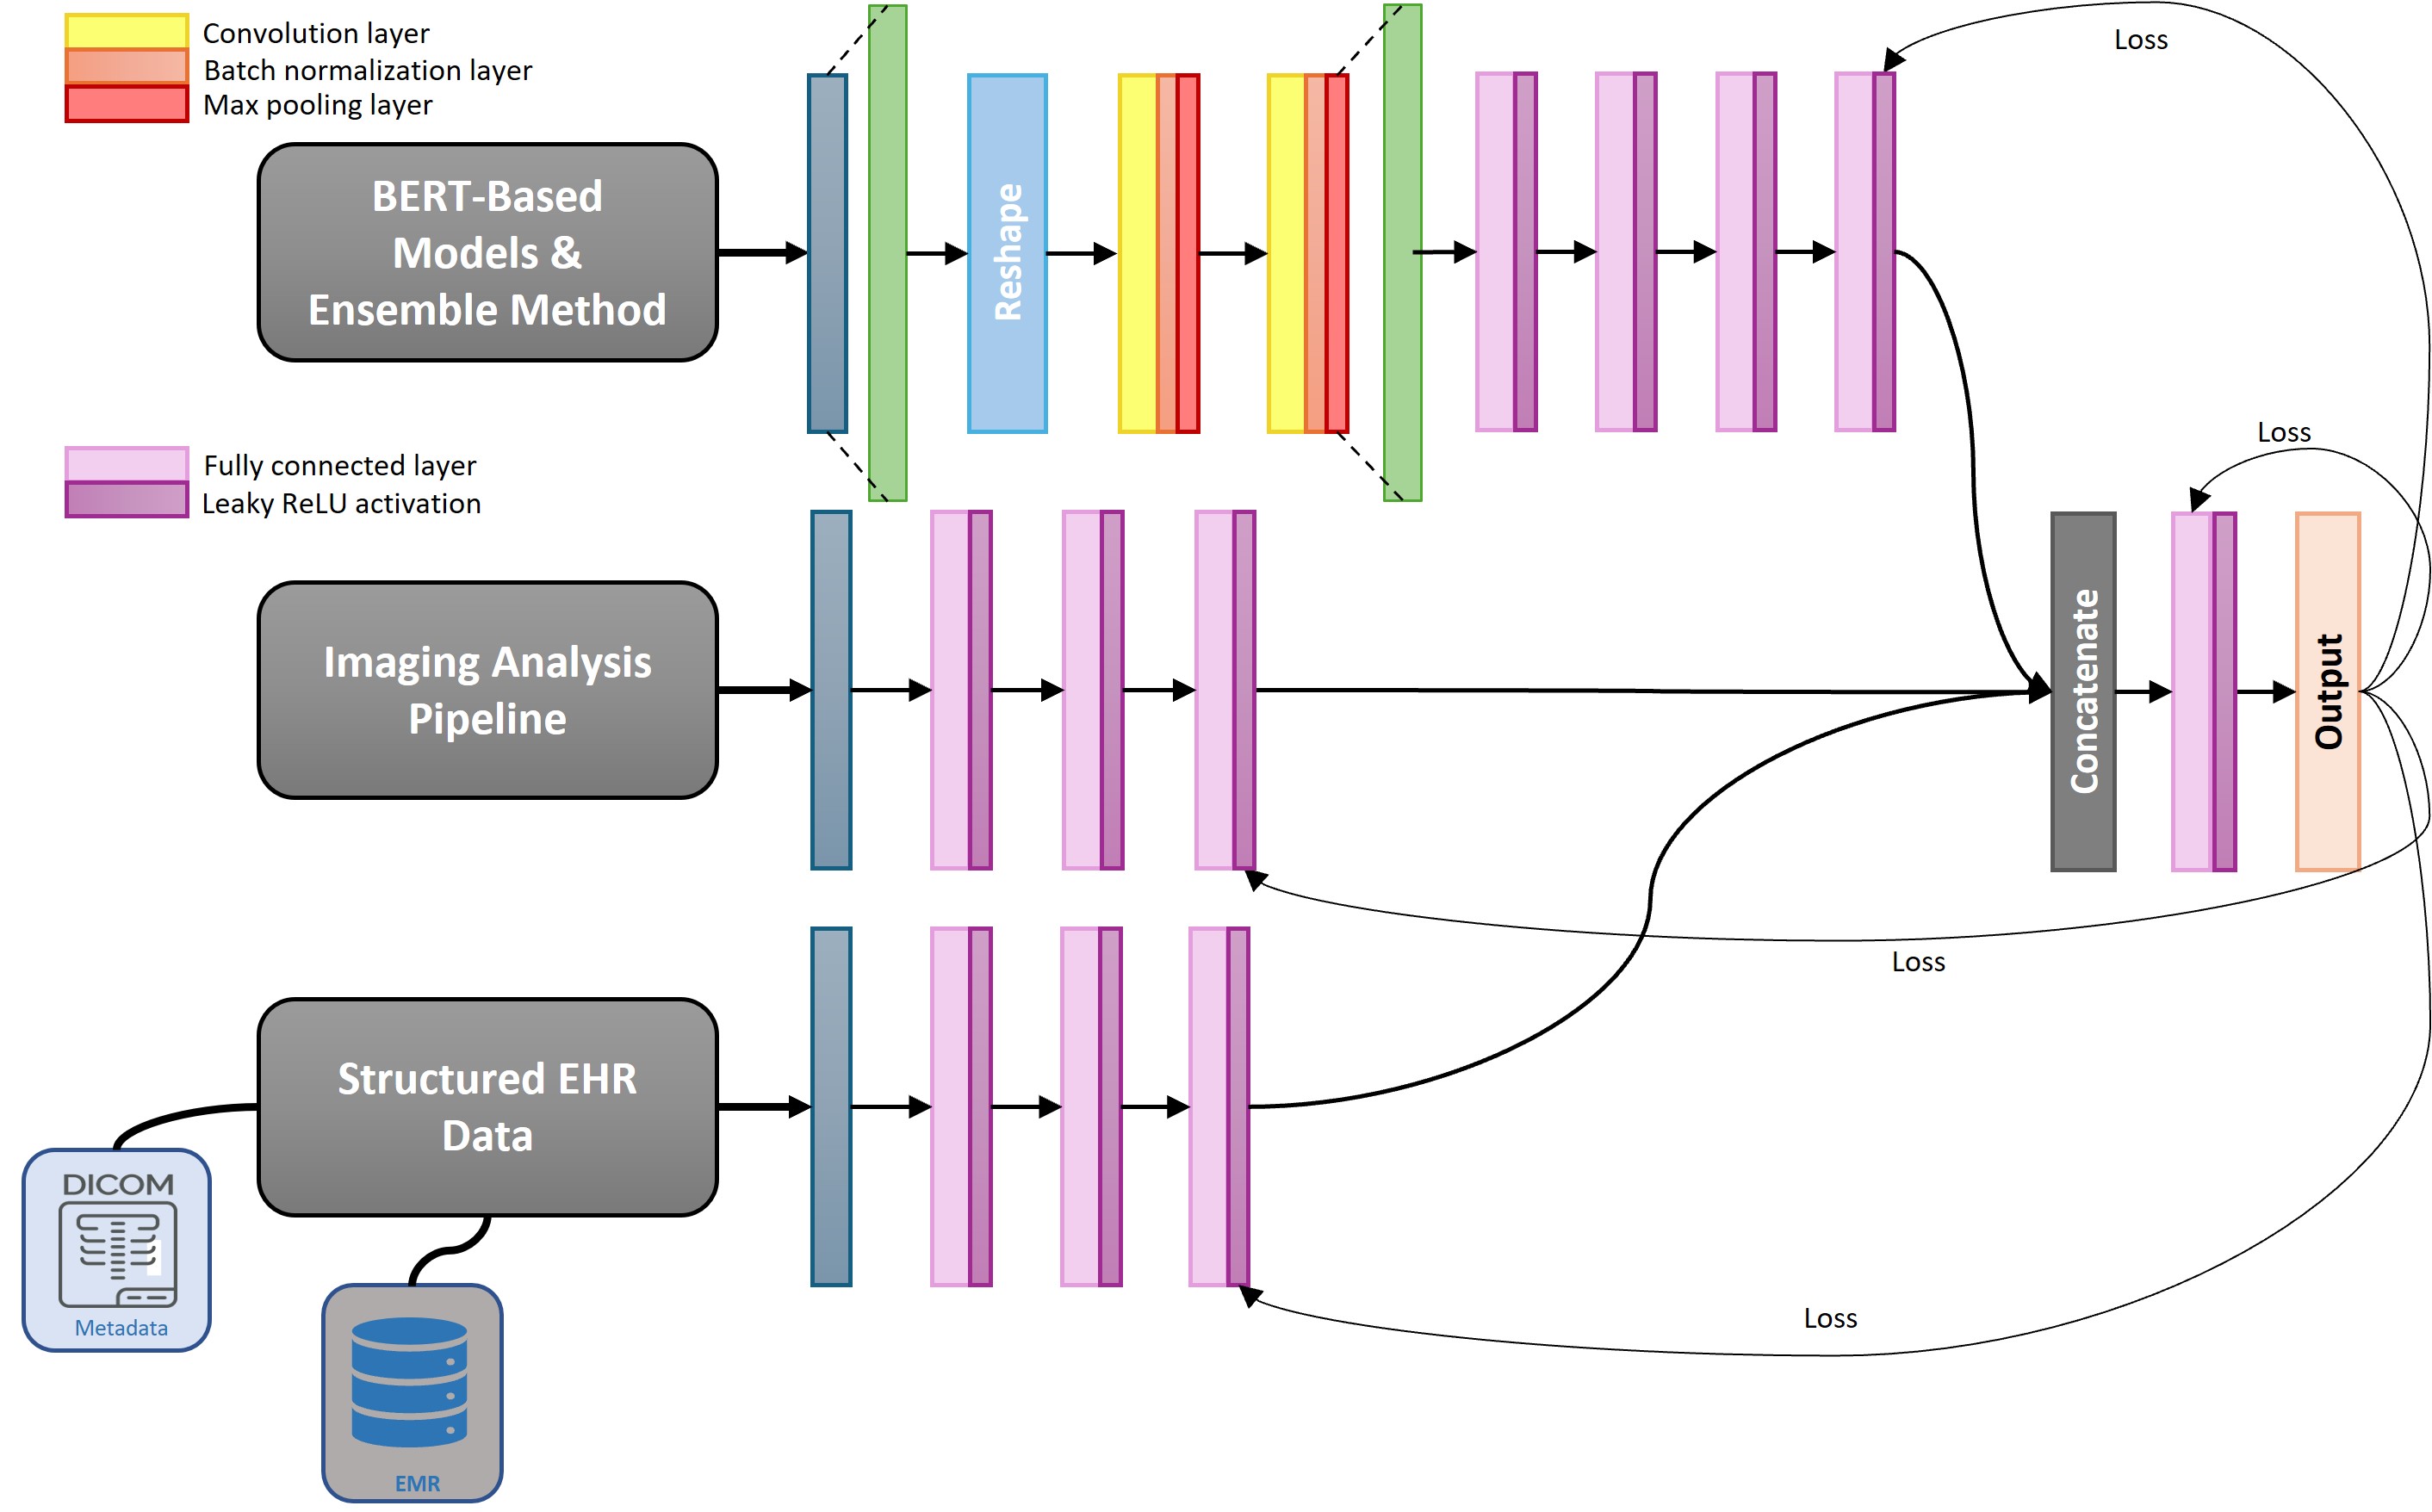 Convolution layer
Batch normalization layer
Max pooling layer
Loss
BERT-Based
Models &
Ensemble Method
Reshape
Fully connected layer
Leaky ReLU activation
Loss
Imaging Analysis
Pipeline
Concatenate
Output
Loss
Structured EHR
Data
DICOM
Metadata
Loss
EMR